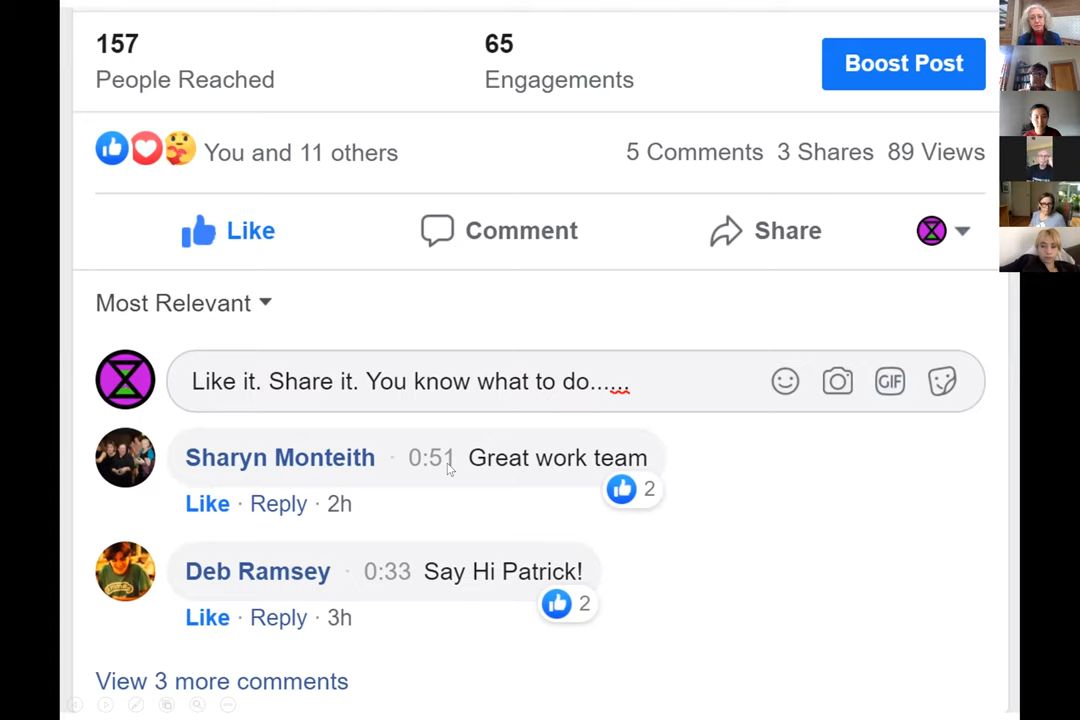 157
65
Boost Post
People Reached
Engagements
You and 11 others
5 Comments 3 Shares 89 Views
Like
Comment
Share
Most Relevant
Like it. Share it. You know what to do......
GIF
Sharyn Monteith · 0:51 Great work team
2
Like · Reply · 2h
Deb Ramsey · 0:33 Say Hi Patrick!
2
Like · Reply · 3h
View 3 more comments